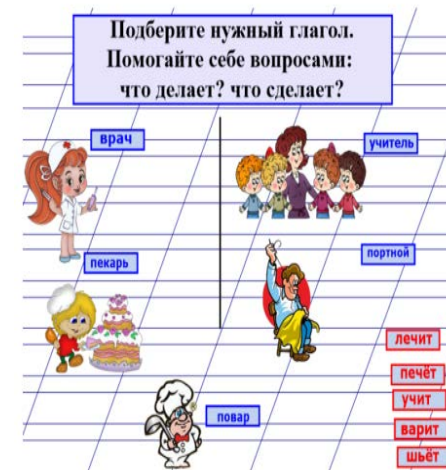 Подберите нужный глагол.
Помогайте себе вопросами:
что делает? что сделает?
врач
учитель
пекарь
портной
повар
лечит
печёт
учит
варит
шьёт